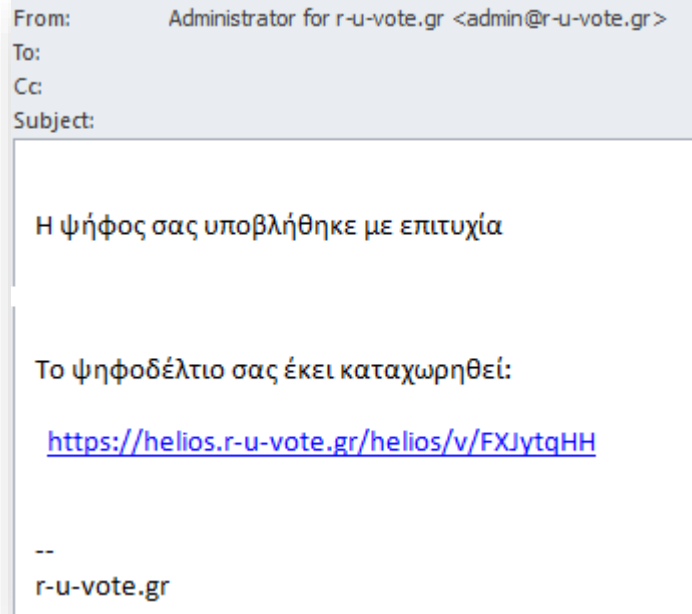 From: Administrator for r-u-vote.gr <admin@r-u-vote.gr>
To:
Cc:
Subject:
Η ψήφος σας υποβλήθηκε με επιτυχία
Το ψηφοδέλτιο σας έκει καταχωρηθεί:
https://helios.r-u-vote.gr/helios/v/FXJytqHH
--
r-u-vote.gr